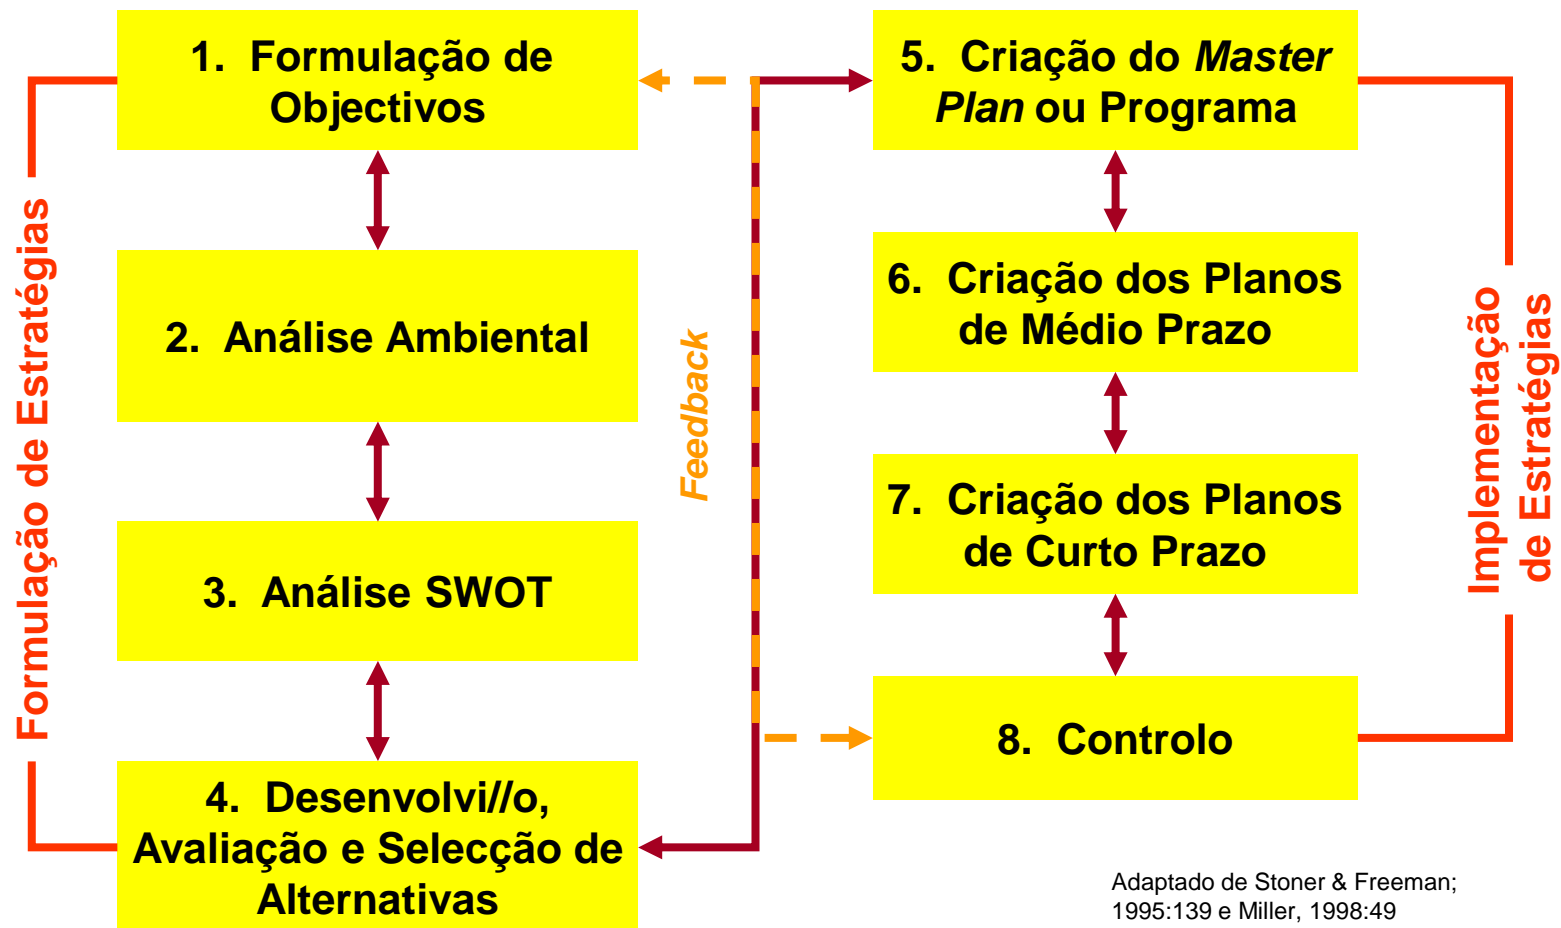 1. Formulação de
Objectivos
2. Análise Ambiental
3. Análise SWOT
4. Desenvolvi//o,
Avaliação e Selecção de
Alternativas
Formulação de Estratégias
Feedback
5. Criação do Master
Plan ou Programa
6. Criação dos Planos
de Médio Prazo
7. Criação dos Planos
de Curto Prazo
8. Controlo
Implementação
de Estratégias
Adaptado de Stoner & Freeman;
1995:139 e Miller, 1998:49